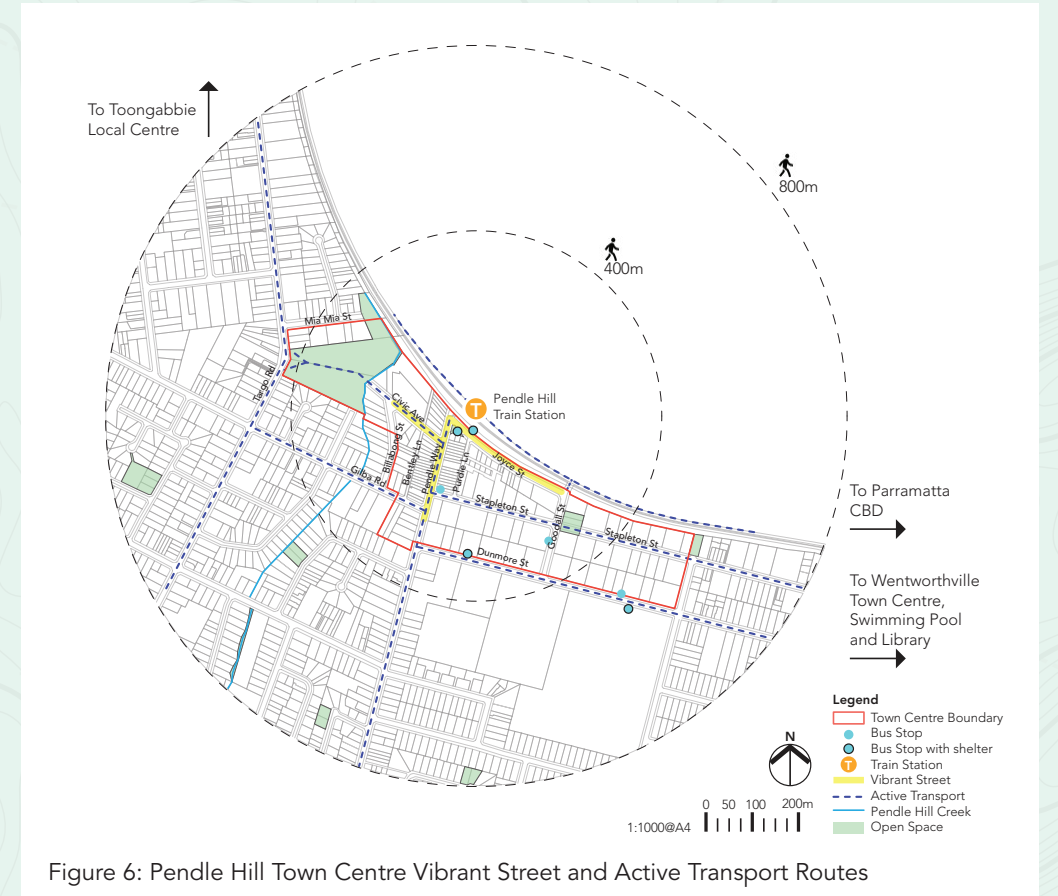 To Toongabbie
Local Centre
800m
400m
Mia Mia St
Targo Rd
T
Pendle Hill
Train Station
Civic Ave
Billabong St
Bentley Ln
Pendle Way
Purdie Ln
Joyce St
Gilba Rd
Stapleton St
Goodall St
Stapleton St
Dunmore St
To Parramatta
CBD
To Wentworthville
Town Centre,
Swimming Pool
and Library
Legend
Town Centre Boundary
Bus Stop
Bus Stop with shelter
T Train Station
Vibrant Street
Active Transport
Pendle Hill Creek
Open Space
N
0 50 100 200m
1:1000@A4
Figure 6: Pendle Hill Town Centre Vibrant Street and Active Transport Routes